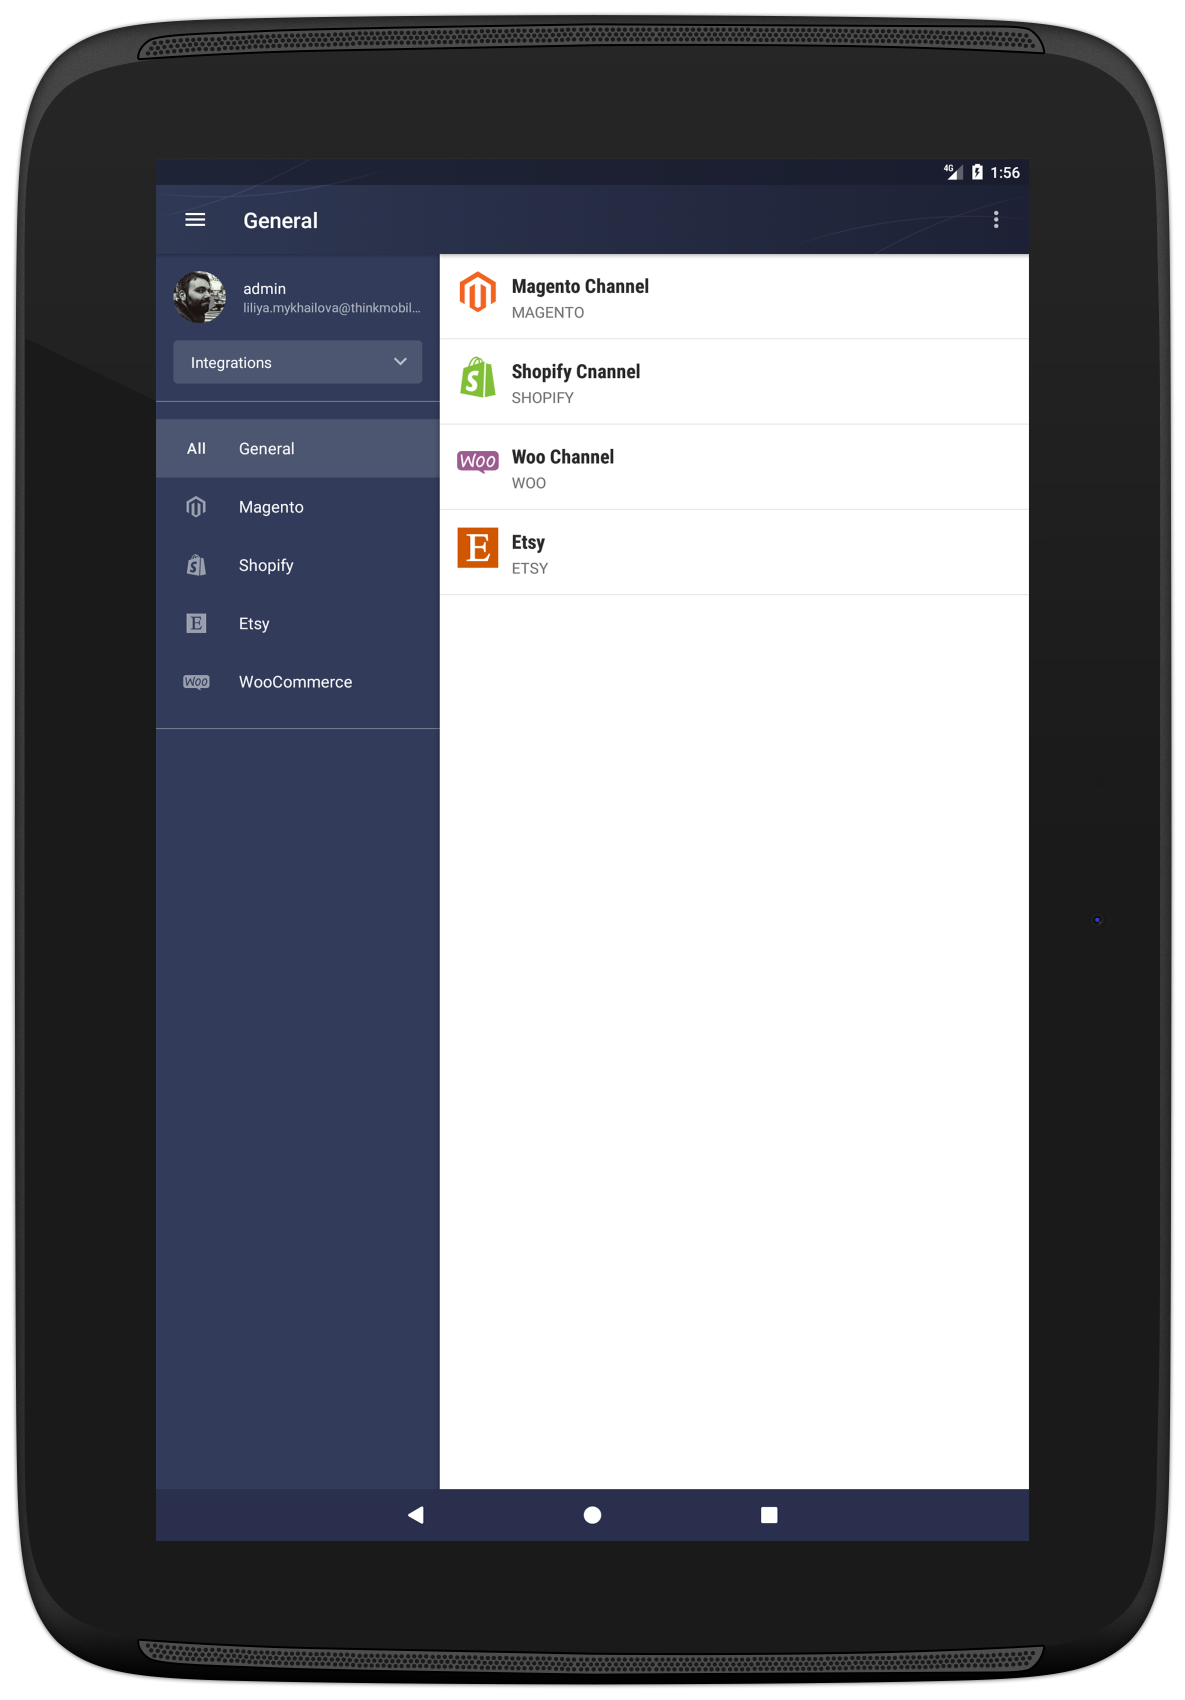 4G 1:56
General
admin
liliya.mykhailova@thinkmobil...
Integrations
All General
Magento
Shopify
Etsy
Woo WooCommerce
Magento Channel
MAGENTO
S
Shopify Cnannel
SHOPIFY
Woo
Woo Channel
WOO
E
Etsy
ETSY